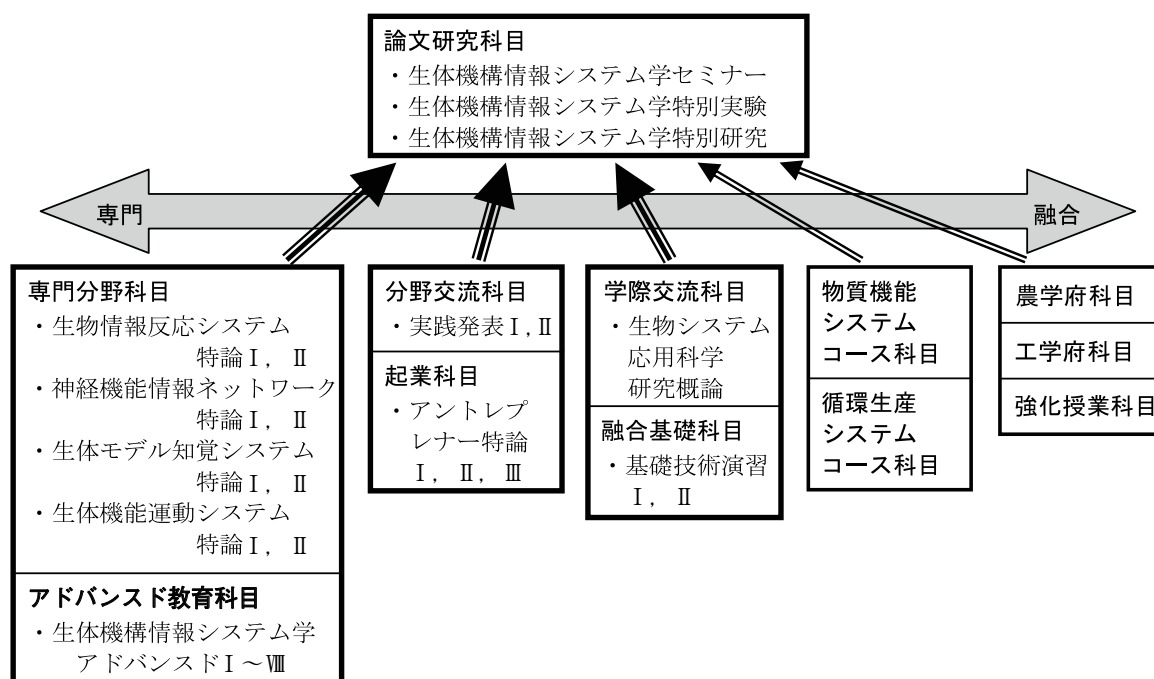 論文研究科目
・生体機構情報システム学セミナー
・生体機構情報システム学特別実験
・生体機構情報システム学特別研究
専門
融合
専門分野科目
・生物情報反応システム
特論Ⅰ，Ⅱ
・神経機能情報ネットワーク
特論Ⅰ，Ⅱ
・生体モデル知覚システム
特論Ⅰ，Ⅱ
・生体機能運動システム
特論Ⅰ，Ⅱ
アドバンスド教育科目
・生体機構情報システム学
アドバンスドⅠ～Ⅷ
分野交流科目
・実践発表Ⅰ,Ⅱ
起業科目
・アントレプ
レナー特論
Ⅰ，Ⅱ，Ⅲ
学際交流科目
・生物システム
応用科学
研究概論
融合基礎科目
・基礎技術演習
Ⅰ，Ⅱ
物質機能
システム
コース科目
循環生産
システム
コース科目
農学府科目
工学府科目
強化授業科目